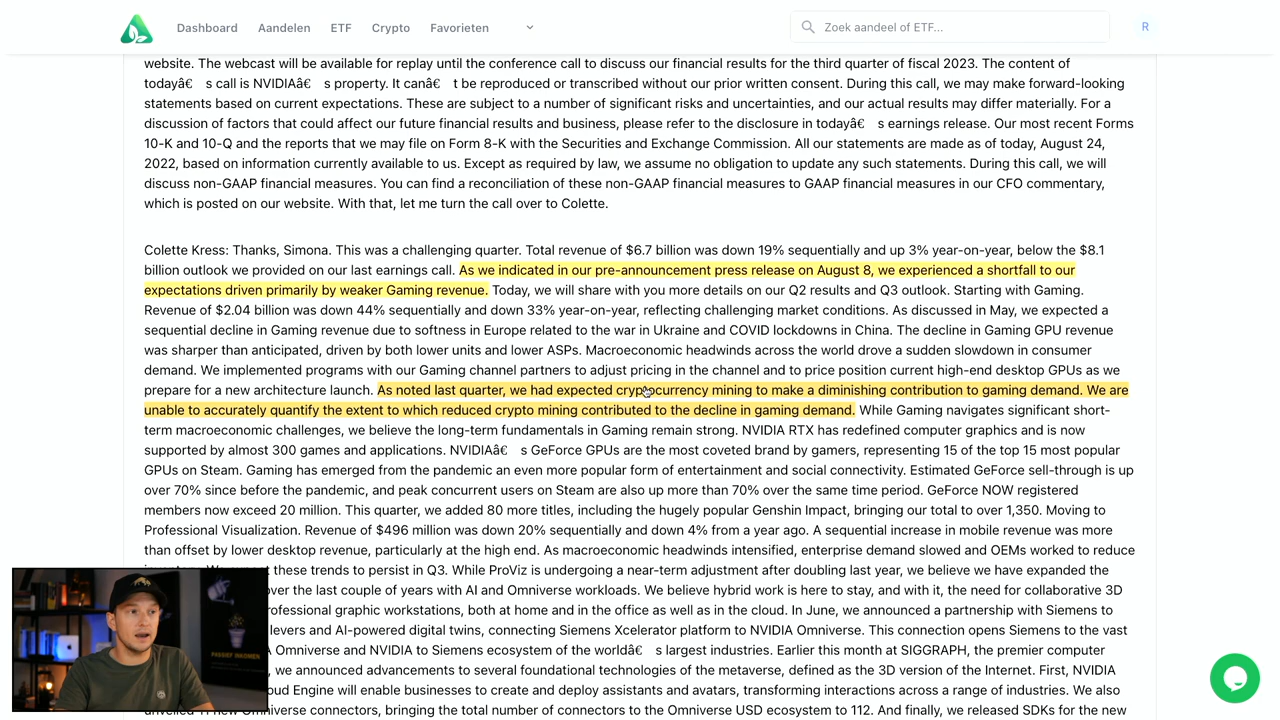 Dashboard Aandelen ETF Crypto Favorieten Zoek aandeel of ETF... R
website. The webcast will be available for replay until the conference call to discuss our financial results for the third quarter of fiscal 2023. The content of
todayâ€ s call is NVIDIAâ€ s property. It canâ€ t be reproduced or transcribed without our prior written consent. During this call, we may make forward-looking
statements based on current expectations. These are subject to a number of significant risks and uncertainties, and our actual results may differ materially. For a
discussion of factors that could affect our future financial results and business, please refer to the disclosure in todayâ€ s earnings release. Our most recent Forms
10-K and 10-Q and the reports that we may file on Form 8-K with the Securities and Exchange Commission. All our statements are made as of today, August 24,
2022, based on information currently available to us. Except as required by law, we assume no obligation to update any such statements. During this call, we will
discuss non-GAAP financial measures. You can find a reconciliation of these non-GAAP financial measures to GAAP financial measures in our CFO commentary,
which is posted on our website. With that, let me turn the call over to Colette.
Colette Kress: Thanks, Simona. This was a challenging quarter. Total revenue of $6.7 billion was down 19% sequentially and up 3% year-on-year, below the $8.1
billion outlook we provided on our last earnings call. As we indicated in our pre-announcement press release on August 8, we experienced a shortfall to our
expectations driven primarily by weaker Gaming revenue. Today, we will share with you more details on our Q2 results and Q3 outlook. Starting with Gaming.
Revenue of $2.04 billion was down 44% sequentially and down 33% year-on-year, reflecting challenging market conditions. As discussed in May, we expected a
sequential decline in Gaming revenue due to softness in Europe related to the war in Ukraine and COVID lockdowns in China. The decline in Gaming GPU revenue
was sharper than anticipated, driven by both lower units and lower ASPs. Macroeconomic headwinds across the world drove a sudden slowdown in consumer
demand. We implemented programs with our Gaming channel partners to adjust pricing in the channel and to price position current high-end desktop GPUs as we
prepare for a new architecture launch. As noted last quarter, we had expected cryptocurrency mining to make a diminishing contribution to gaming demand. We are
unable to accurately quantify the extent to which reduced crypto mining contributed to the decline in gaming demand. While Gaming navigates significant short-
term macroeconomic challenges, we believe the long-term fundamentals in Gaming remain strong. NVIDIA RTX has redefined computer graphics and is now
supported by almost 300 games and applications. NVIDIAâ€ s GeForce GPUs are the most coveted brand by gamers, representing 15 of the top 15 most popular
GPUs on Steam. Gaming has emerged from the pandemic an even more popular form of entertainment and social connectivity. Estimated GeForce sell-through is up
over 70% since before the pandemic, and peak concurrent users on Steam are also up more than 70% over the same time period. GeForce NOW registered
members now exceed 20 million. This quarter, we added 80 more titles, including the hugely popular Genshin Impact, bringing our total to over 1,350. Moving to
Professional Visualization. Revenue of $496 million was down 20% sequentially and down 4% from a year ago. A sequential increase in mobile revenue was more
than offset by lower desktop revenue, particularly at the high end. As macroeconomic headwinds intensified, enterprise demand slowed and OEMs worked to reduce
these trends to persist in Q3. While ProViz is undergoing a near-term adjustment after doubling last year, we believe we have expanded the
over the last couple of years with AI and Omniverse workloads. We believe hybrid work is here to stay, and with it, the need for collaborative 3D
rofessional graphic workstations, both at home and in the office as well as in the cloud. In June, we announced a partnership with Siemens to
levers and AI-powered digital twins, connecting Siemens Xcelerator platform to NVIDIA Omniverse. This connection opens Siemens to the vast
A Omniverse and NVIDIA to Siemens ecosystem of the worldâ€ s largest industries. Earlier this month at SIGGRAPH, the premier computer
, we announced advancements to several foundational technologies of the metaverse, defined as the 3D version of the Internet. First, NVIDIA
oud Engine will enable businesses to create and deploy assistants and avatars, transforming interactions across a range of industries. We also
new Omniverse connectors, bringing the total number of connectors to the Omniverse USD ecosystem to 112. And finally, we released SDKs for the new
PASSIEF INKOMEN